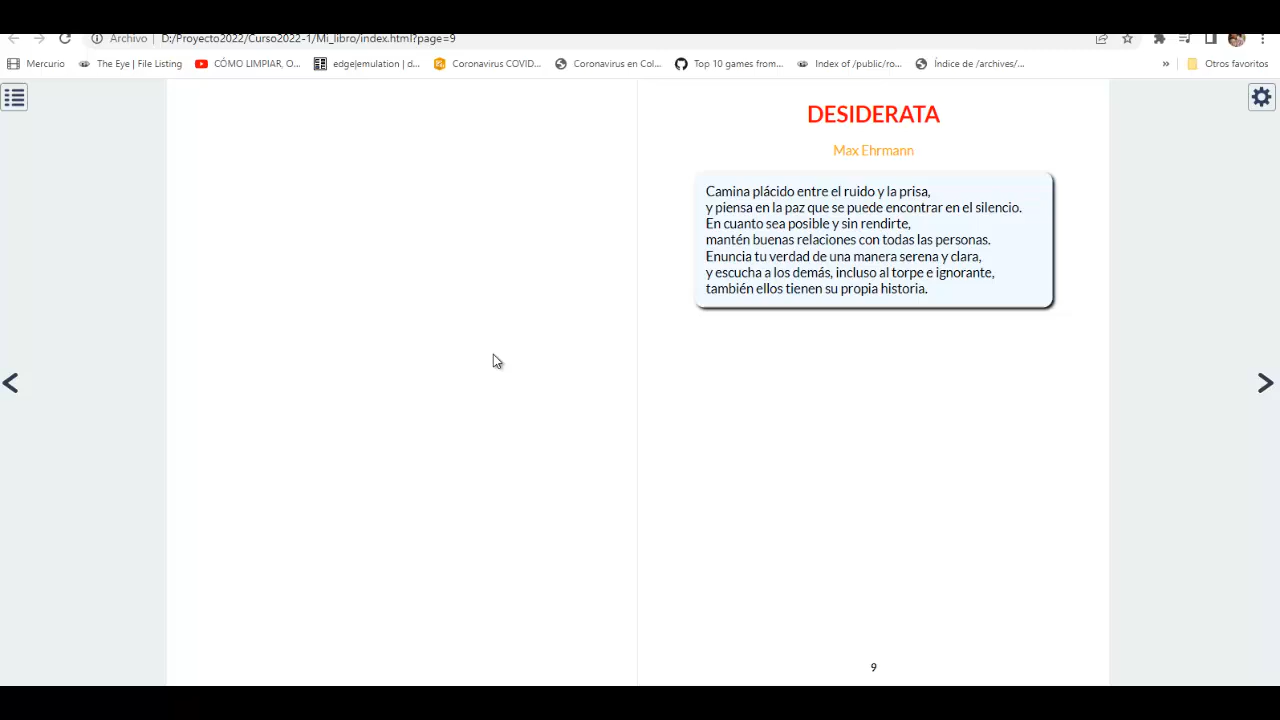 Archivo D:/Proyecto2022/Curso2022-1/Mi_libro/index.html?page=9
Mercurio The Eye | File Listing CÓMO LIMPIAR, O... edge|emulation | d... Coronavirus COVID... Coronavirus en Col... Top 10 games from... Index of /public/ro... Índice de /archives/... » Otros favoritos
DESIDERATA
Max Ehrmann
Camina plácido entre el ruido y la prisa,
y piensa en la paz que se puede encontrar en el silencio.
En cuanto sea posible y sin rendirte,
mantén buenas relaciones con todas las personas.
Enuncia tu verdad de una manera serena y clara,
y escucha a los demás, incluso al torpe e ignorante,
también ellos tienen su propia historia.
9